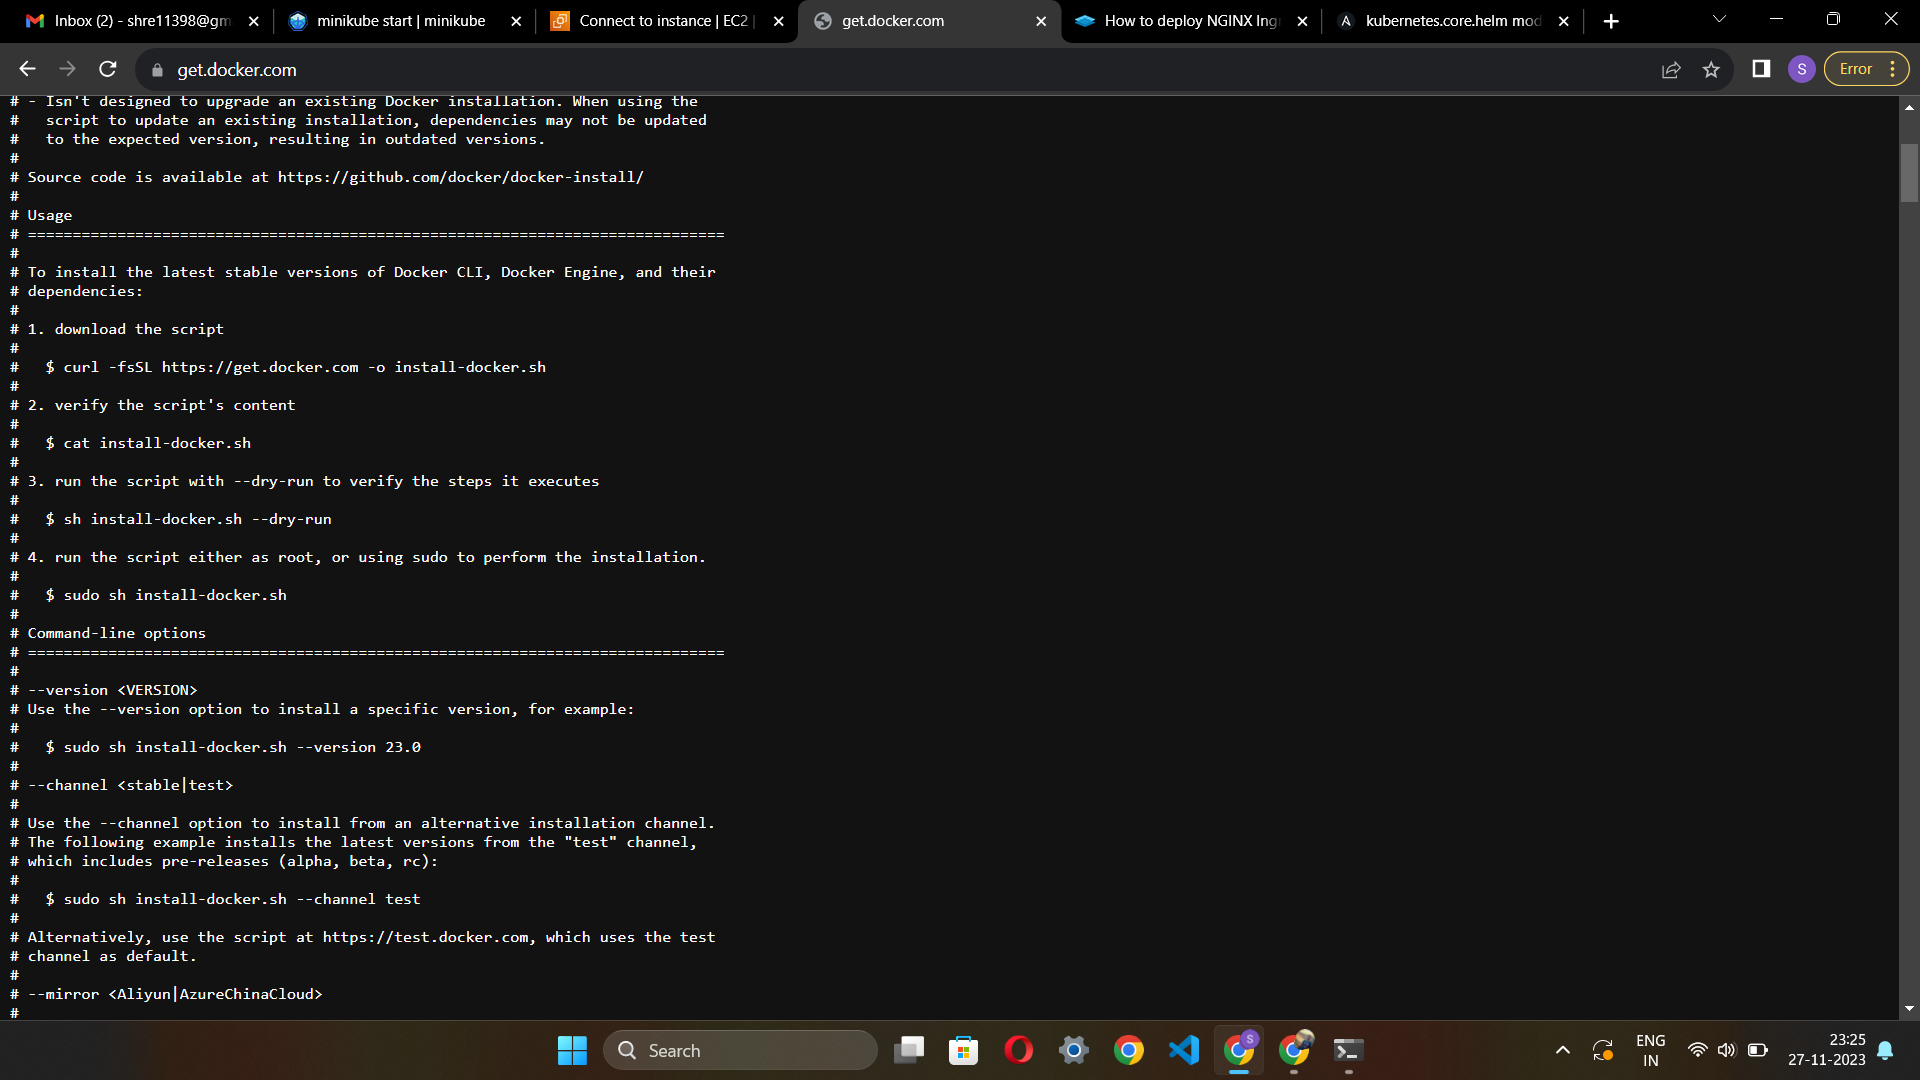 Inbox (2) - shre11398@gm
minikube start | minikube
Connect to instance | EC2 |
get.docker.com
How to deploy NGINX Ing
kubernetes.core.helm mod
get.docker.com
S
Error
# - Isn't designed to upgrade an existing Docker installation. When using the
#   script to update an existing installation, dependencies may not be updated
#   to the expected version, resulting in outdated versions.
#
# Source code is available at https://github.com/docker/docker-install/
#
# Usage
# ==============================================================================
#
# To install the latest stable versions of Docker CLI, Docker Engine, and their
# dependencies:
#
# 1. download the script
#
#   $ curl -fsSL https://get.docker.com -o install-docker.sh
#
# 2. verify the script's content
#
#   $ cat install-docker.sh
#
# 3. run the script with --dry-run to verify the steps it executes
#
#   $ sh install-docker.sh --dry-run
#
# 4. run the script either as root, or using sudo to perform the installation.
#
#   $ sudo sh install-docker.sh
#
# Command-line options
# ==============================================================================
#
# --version <VERSION>
# Use the --version option to install a specific version, for example:
#
#   $ sudo sh install-docker.sh --version 23.0
#
# --channel <stable|test>
#
# Use the --channel option to install from an alternative installation channel.
# The following example installs the latest versions from the "test" channel,
# which includes pre-releases (alpha, beta, rc):
#
#   $ sudo sh install-docker.sh --channel test
#
# Alternatively, use the script at https://test.docker.com, which uses the test
# channel as default.
#
# --mirror <Aliyun|AzureChinaCloud>
#
Search
S
ENG
IN
23:25
27-11-2023